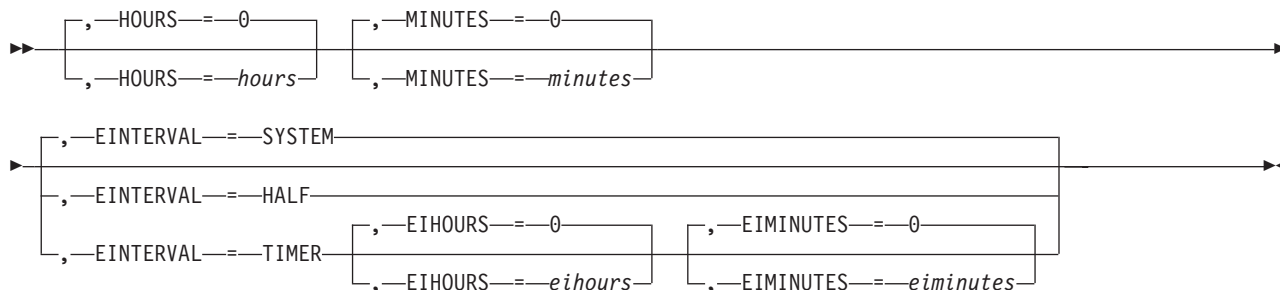 , HOURS = 0 , MINUTES = 0
, HOURS = hours , MINUTES = minutes
, EINTERVAL = SYSTEM
, EINTERVAL = HALF
, EIHOURS = 0 , EIMINUTES = 0
, EINTERVAL = TIMER
, EIHOURS = eihours , EIMINUTES = eiminutes